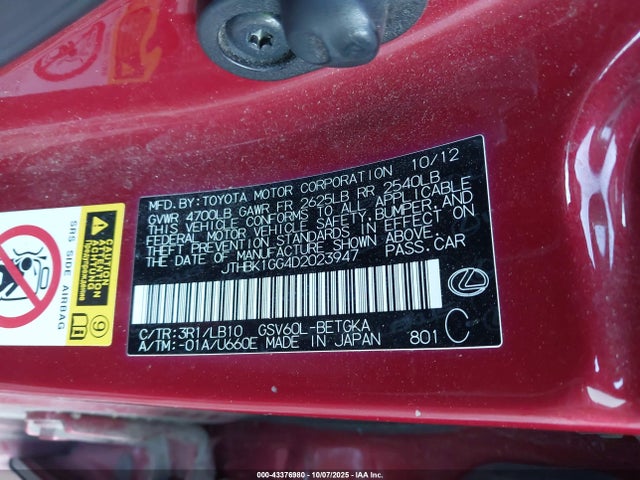 10/12
MFD. BY: TOYOTA MOTOR CORPORATION
GVWR 4700LB GAWR FR 2625LB RR 2540LB
THIS VEHICLE CONFORMS TO ALL APPLICABLE
FEDERAL MOTOR VEHICLE SAFETY, BUMPER, AND
THEFT PREVENTION STANDARDS IN EFFECT ON
THE DATE OF MANUFACTURE SHOWN ABOVE.
JTHBK1GG4D2023947 PASS. CAR
C/TR: 3R1/LB10 GSV60L-BETGKA
A/TM: -01A/U660E MADE IN JAPAN
801 C
SRS SIDE AIRBAG
CAUTION
ACHTUNG
9
000-43376980 - 10/07/2025 - IAA Inc.